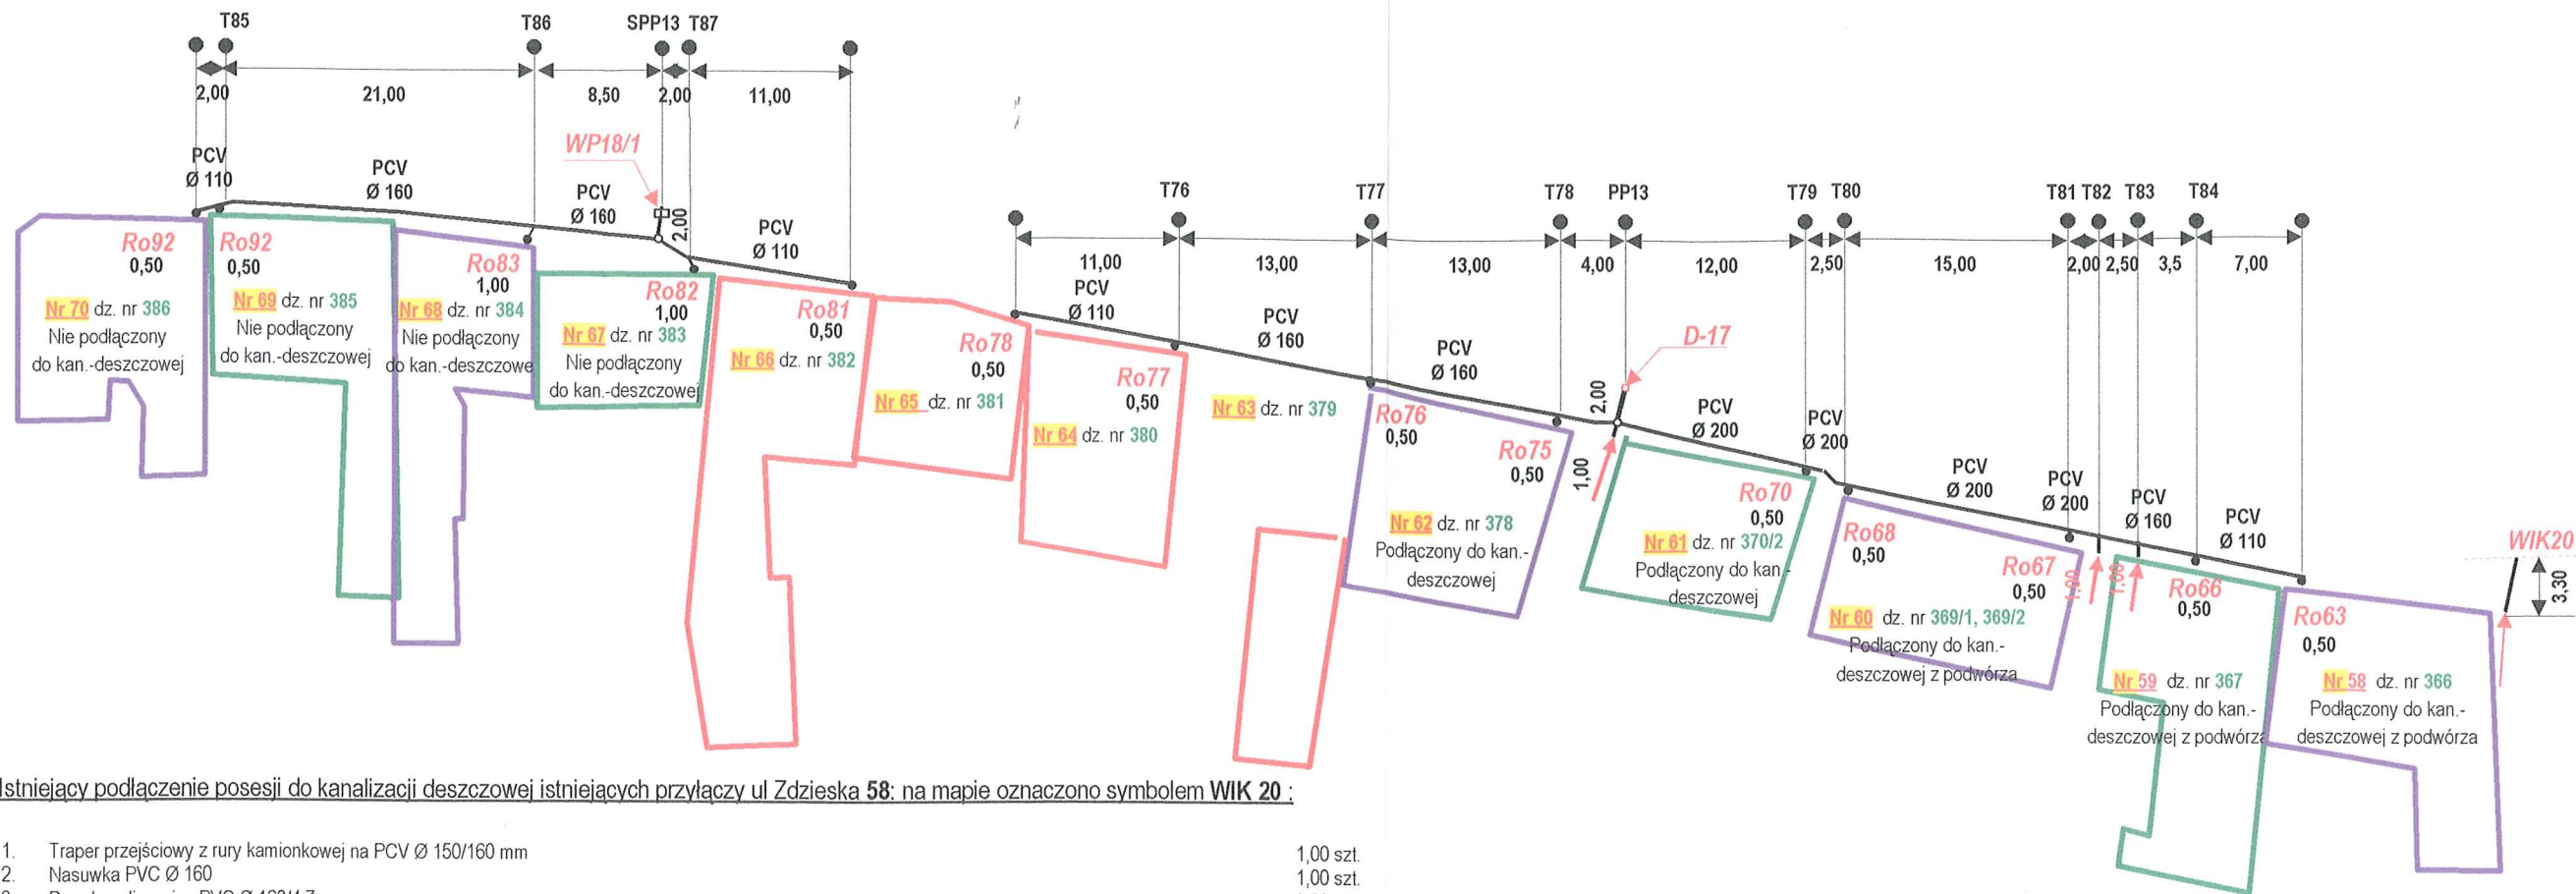 T85
T86
SPP13
T87
2,00
21,00
8,50
2,00
11,00
WP18/1
PCV
Ø 110
PCV
Ø 160
PCV
Ø 160
2,00
PCV
Ø 110
T76
T77
T78
PP13
T79
T80
T81
T82
T83
T84
11,00
13,00
13,00
4,00
12,00
2,50
15,00
2,00
2,50
3,5
7,00
PCV
Ø 110
PCV
Ø 160
PCV
Ø 160
2,00
D-17
PCV
Ø 200
PCV
Ø 200
PCV
Ø 200
PCV
Ø 200
PCV
Ø 160
PCV
Ø 110
WIK20
3,30
Ro92
0,50
Nr 70 dz. nr 386
Nie podłączony
do kan.-deszczowej
Ro92
0,50
Nr 69 dz. nr 385
Nie podłączony
do kan.-deszczowej
Ro83
1,00
Nr 68 dz. nr 384
Nie podłączony
do kan.-deszczowe
Ro82
1,00
Nr 67 dz. nr 383
Nie podłączony
do kan.-deszczowej
Ro81
0,50
Nr 66 dz. nr 382
Ro78
0,50
Nr 65 dz. nr 381
Ro77
0,50
Nr 64 dz. nr 380
Nr 63 dz. nr 379
Ro76
0,50
Ro75
0,50
Nr 62 dz. nr 378
Podłączony do kan.-
deszczowej
1,00
Ro70
0,50
Nr 61 dz. nr 370/2
Podłączony do kan.-
deszczowej
Ro68
0,50
Ro67
0,50
Nr 60 dz. nr 369/1, 369/2
Podłączony do kan.-
deszczowej z podwórza
1,00
1,00
Ro66
0,50
Nr 59 dz. nr 367
Podłączony do kan.-
deszczowej z podwórza
Ro63
0,50
Nr 58 dz. nr 366
Podłączony do kan.-
deszczowej z podwórza
Istniejący podłączenie posesji do kanalizacji deszczowej istniejących przyłączy ul Zdzieska 58: na mapie oznaczono symbolem WIK 20 :
1. Traper przejściowy z rury kamionkowej na PCV Ø 150/160 mm 1,00 szt.
2. Nasuwka PVC Ø 160 1,00 szt.